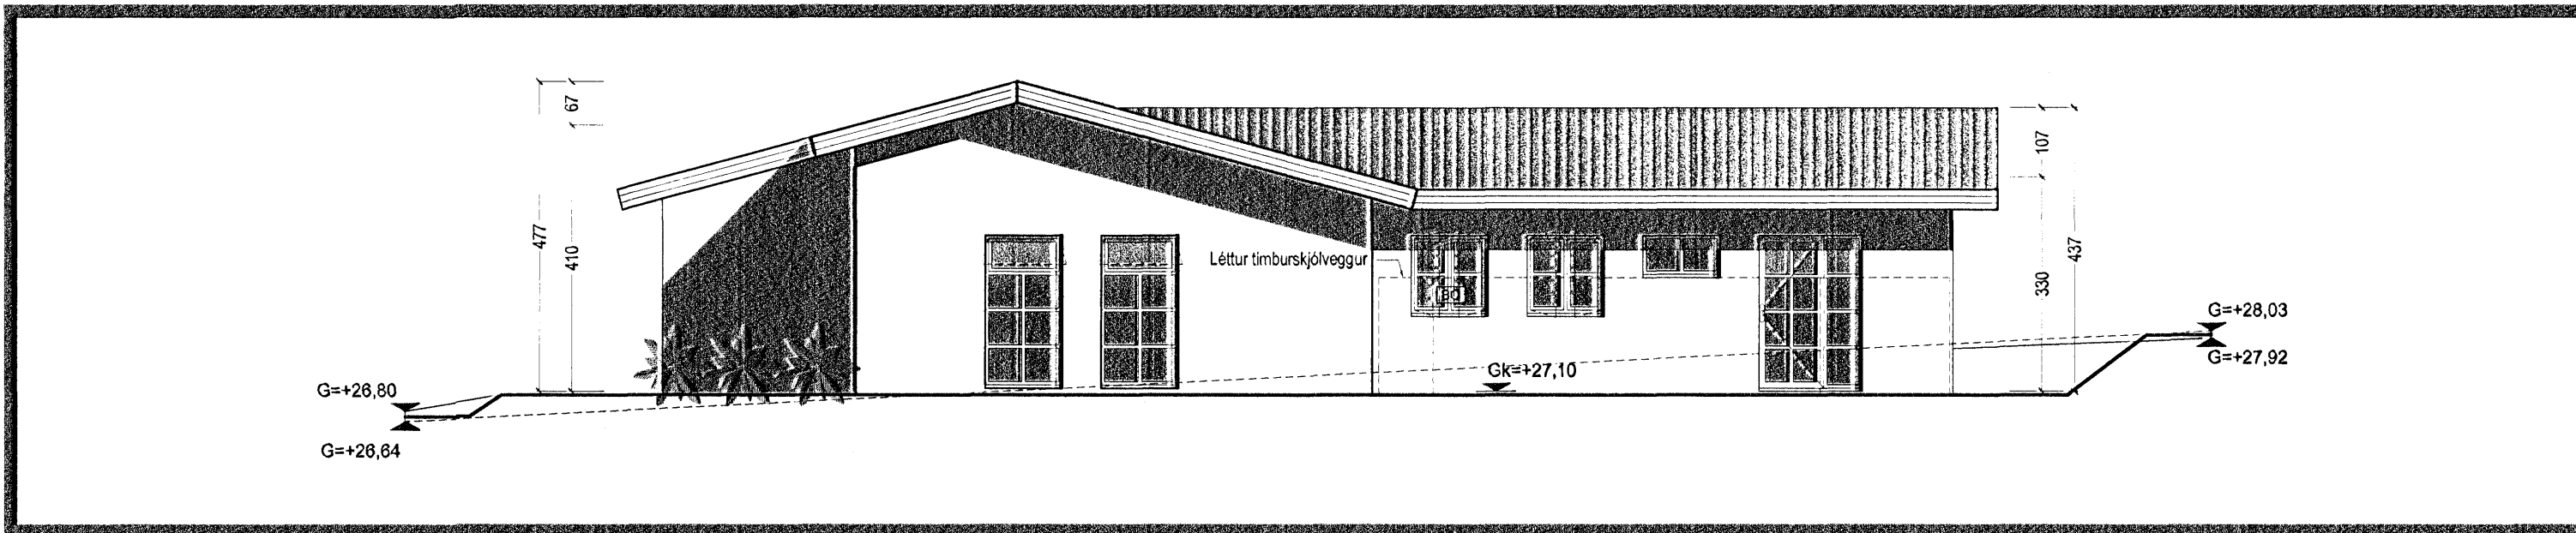 67
477
410
107
330
437
Léttur timburskjólveggur
BO
Gk=+27,10
G=+28,03
G=+27,92
G=+26,80
G=+26,64